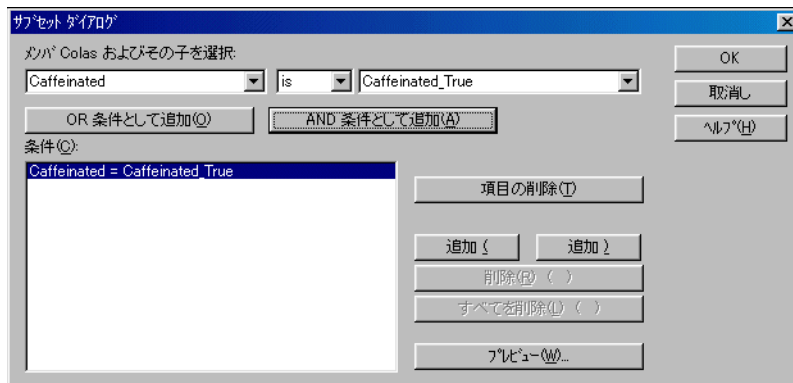 ｻﾌﾞｾｯﾄ ﾀﾞｲｱﾛｸﾞ
ﾒﾝﾊﾞ Colas およびその子を選択:
OK
Caffeinated is Caffeinated_True
取消し
OR 条件として追加(O) AND 条件として追加(A)
ﾍﾙﾌﾟ(H)
条件(C):
Caffeinated = Caffeinated_True
項目の削除(T)
追加 ( 追加 )
削除(R) ( )
すべてを削除(L) ( )
ﾌﾟﾚﾋﾞｭｰ(W)...